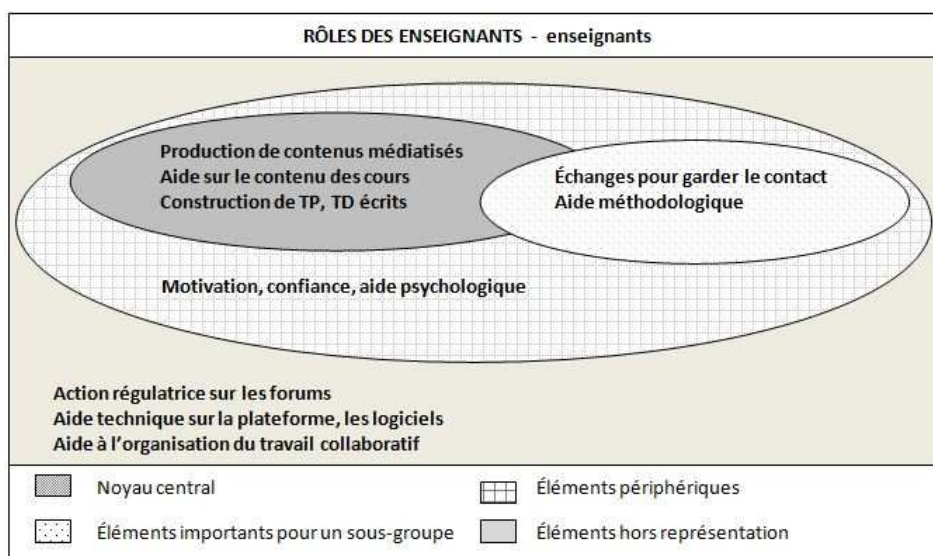 RÔLES DES ENSEIGNANTS - enseignants
Production de contenus médiatisés
Aide sur le contenu des cours
Construction de TP, TD écrits
Échanges pour garder le contact
Aide méthodologique
Motivation, confiance, aide psychologique
Action régulatrice sur les forums
Aide technique sur la plateforme, les logiciels
Aide à l'organisation du travail collaboratif
Noyau central
Éléments périphériques
Éléments importants pour un sous-groupe
Éléments hors représentation